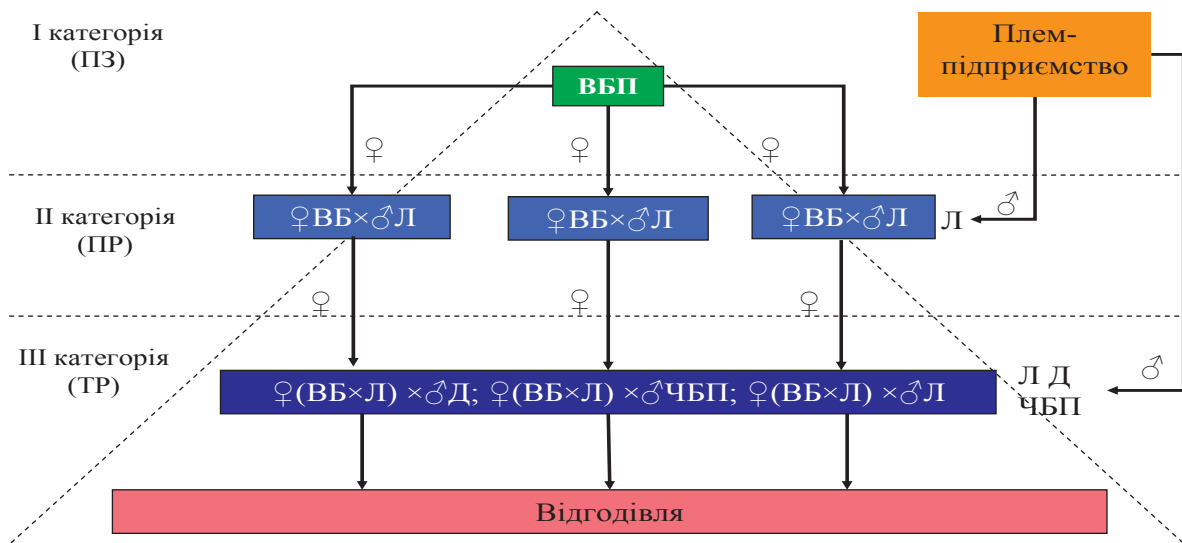 I категорія
(ПЗ)
Плем-
підприємство
ВБП
♀ ♀ ♀
II категорія
(ПР)
♀ВБ×♂Л ♀ВБ×♂Л ♀ВБ×♂Л Л ♂
♀ ♀ ♀
III категорія
(ТР)
♀(ВБ×Л) ×♂Д; ♀(ВБ×Л) ×♂ЧБП; ♀(ВБ×Л) ×♂Л
Л Д ♂
ЧБП
Відгодівля